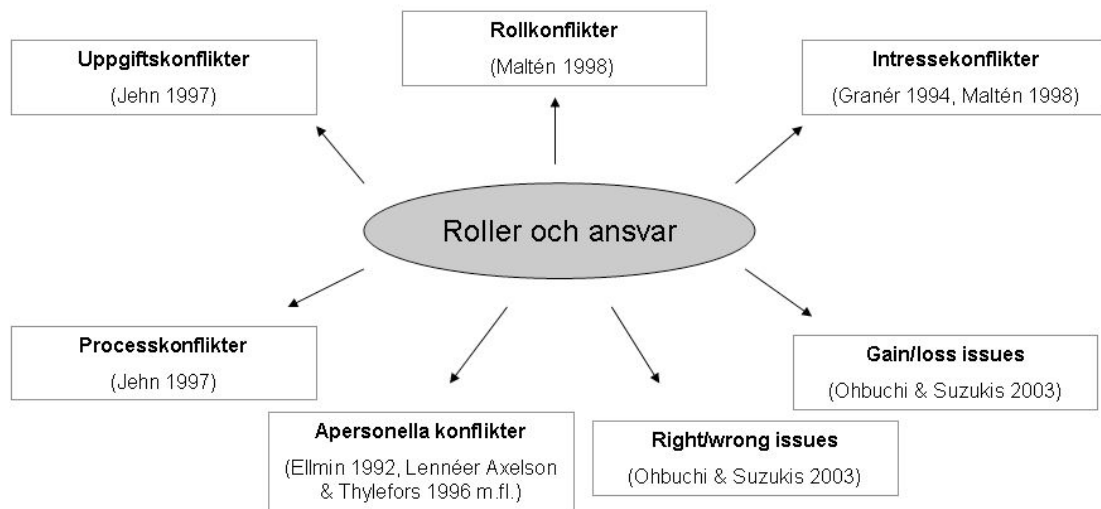 Rollkonflikter
(Maltén 1998)
Uppgiftskonflikter
(Jehn 1997)
Intressekonflikter
(Granér 1994, Maltén 1998)
Roller och ansvar
Processkonflikter
(Jehn 1997)
Gain/loss issues
(Ohbuchi & Suzukis 2003)
Apersonella konflikter
(Ellmin 1992, Lennéer Axelson
& Thylefors 1996 m.fl.)
Right/wrong issues
(Ohbuchi & Suzukis 2003)